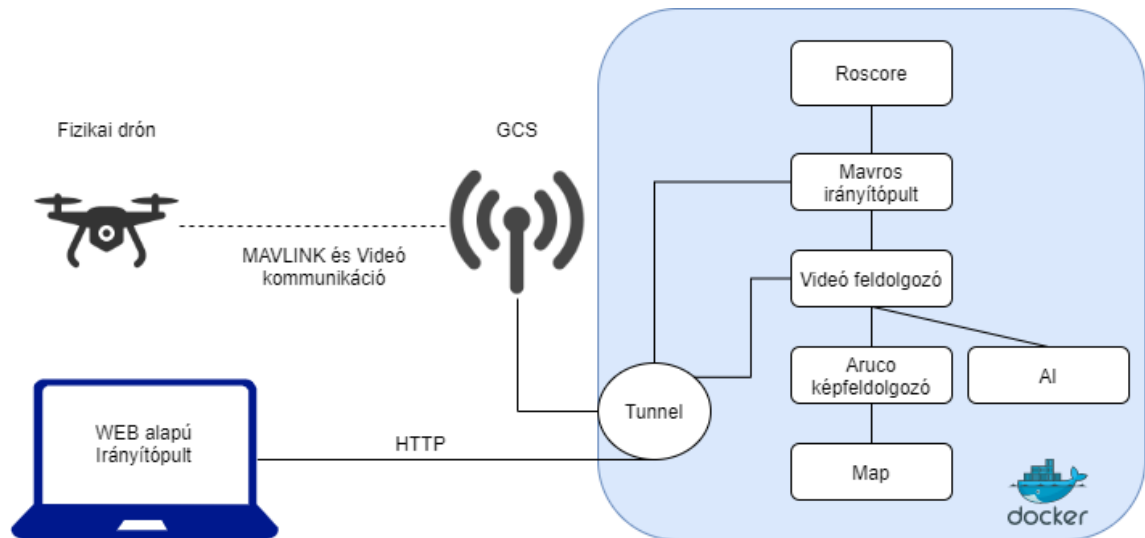 Roscore
Fizikai drón
GCS
Mavros
irányítópult
MAVLINK és Videó
kommunikáció
Videó feldolgozó
Aruco
képfeldolgozó
AI
Tunnel
WEB alapú
Irányítópult
HTTP
Map
docker